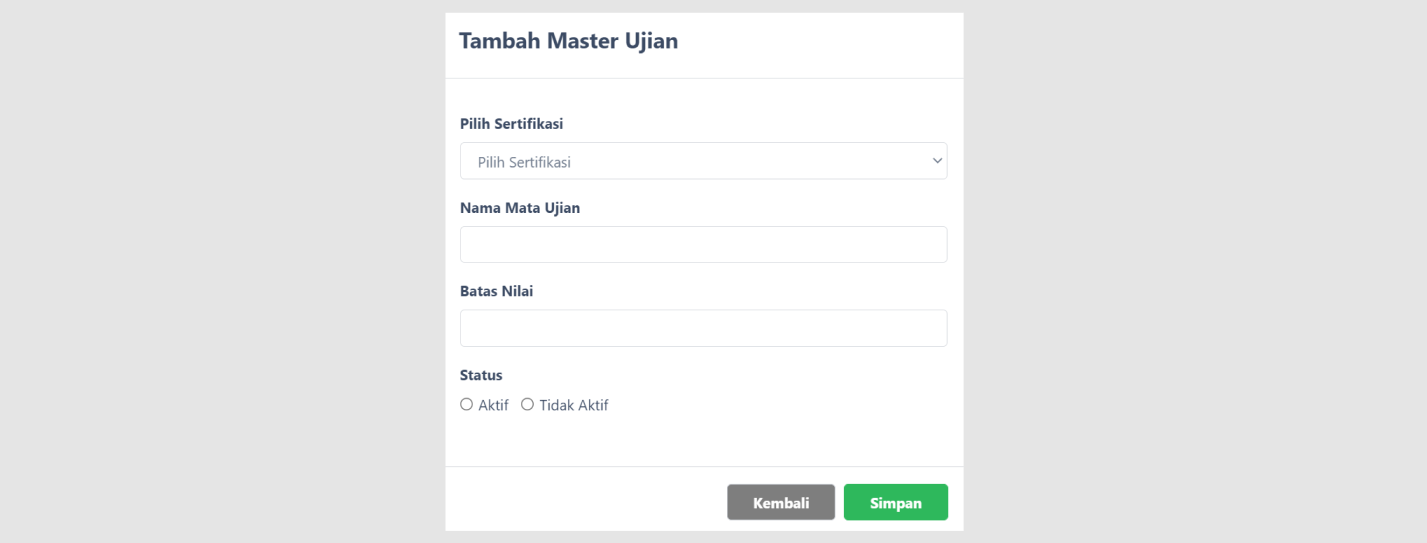 Tambah Master Ujian
Pilih Sertifikasi
Pilih Sertifikasi
Nama Mata Ujian
Batas Nilai
Status
Aktif Tidak Aktif
Kembali Simpan